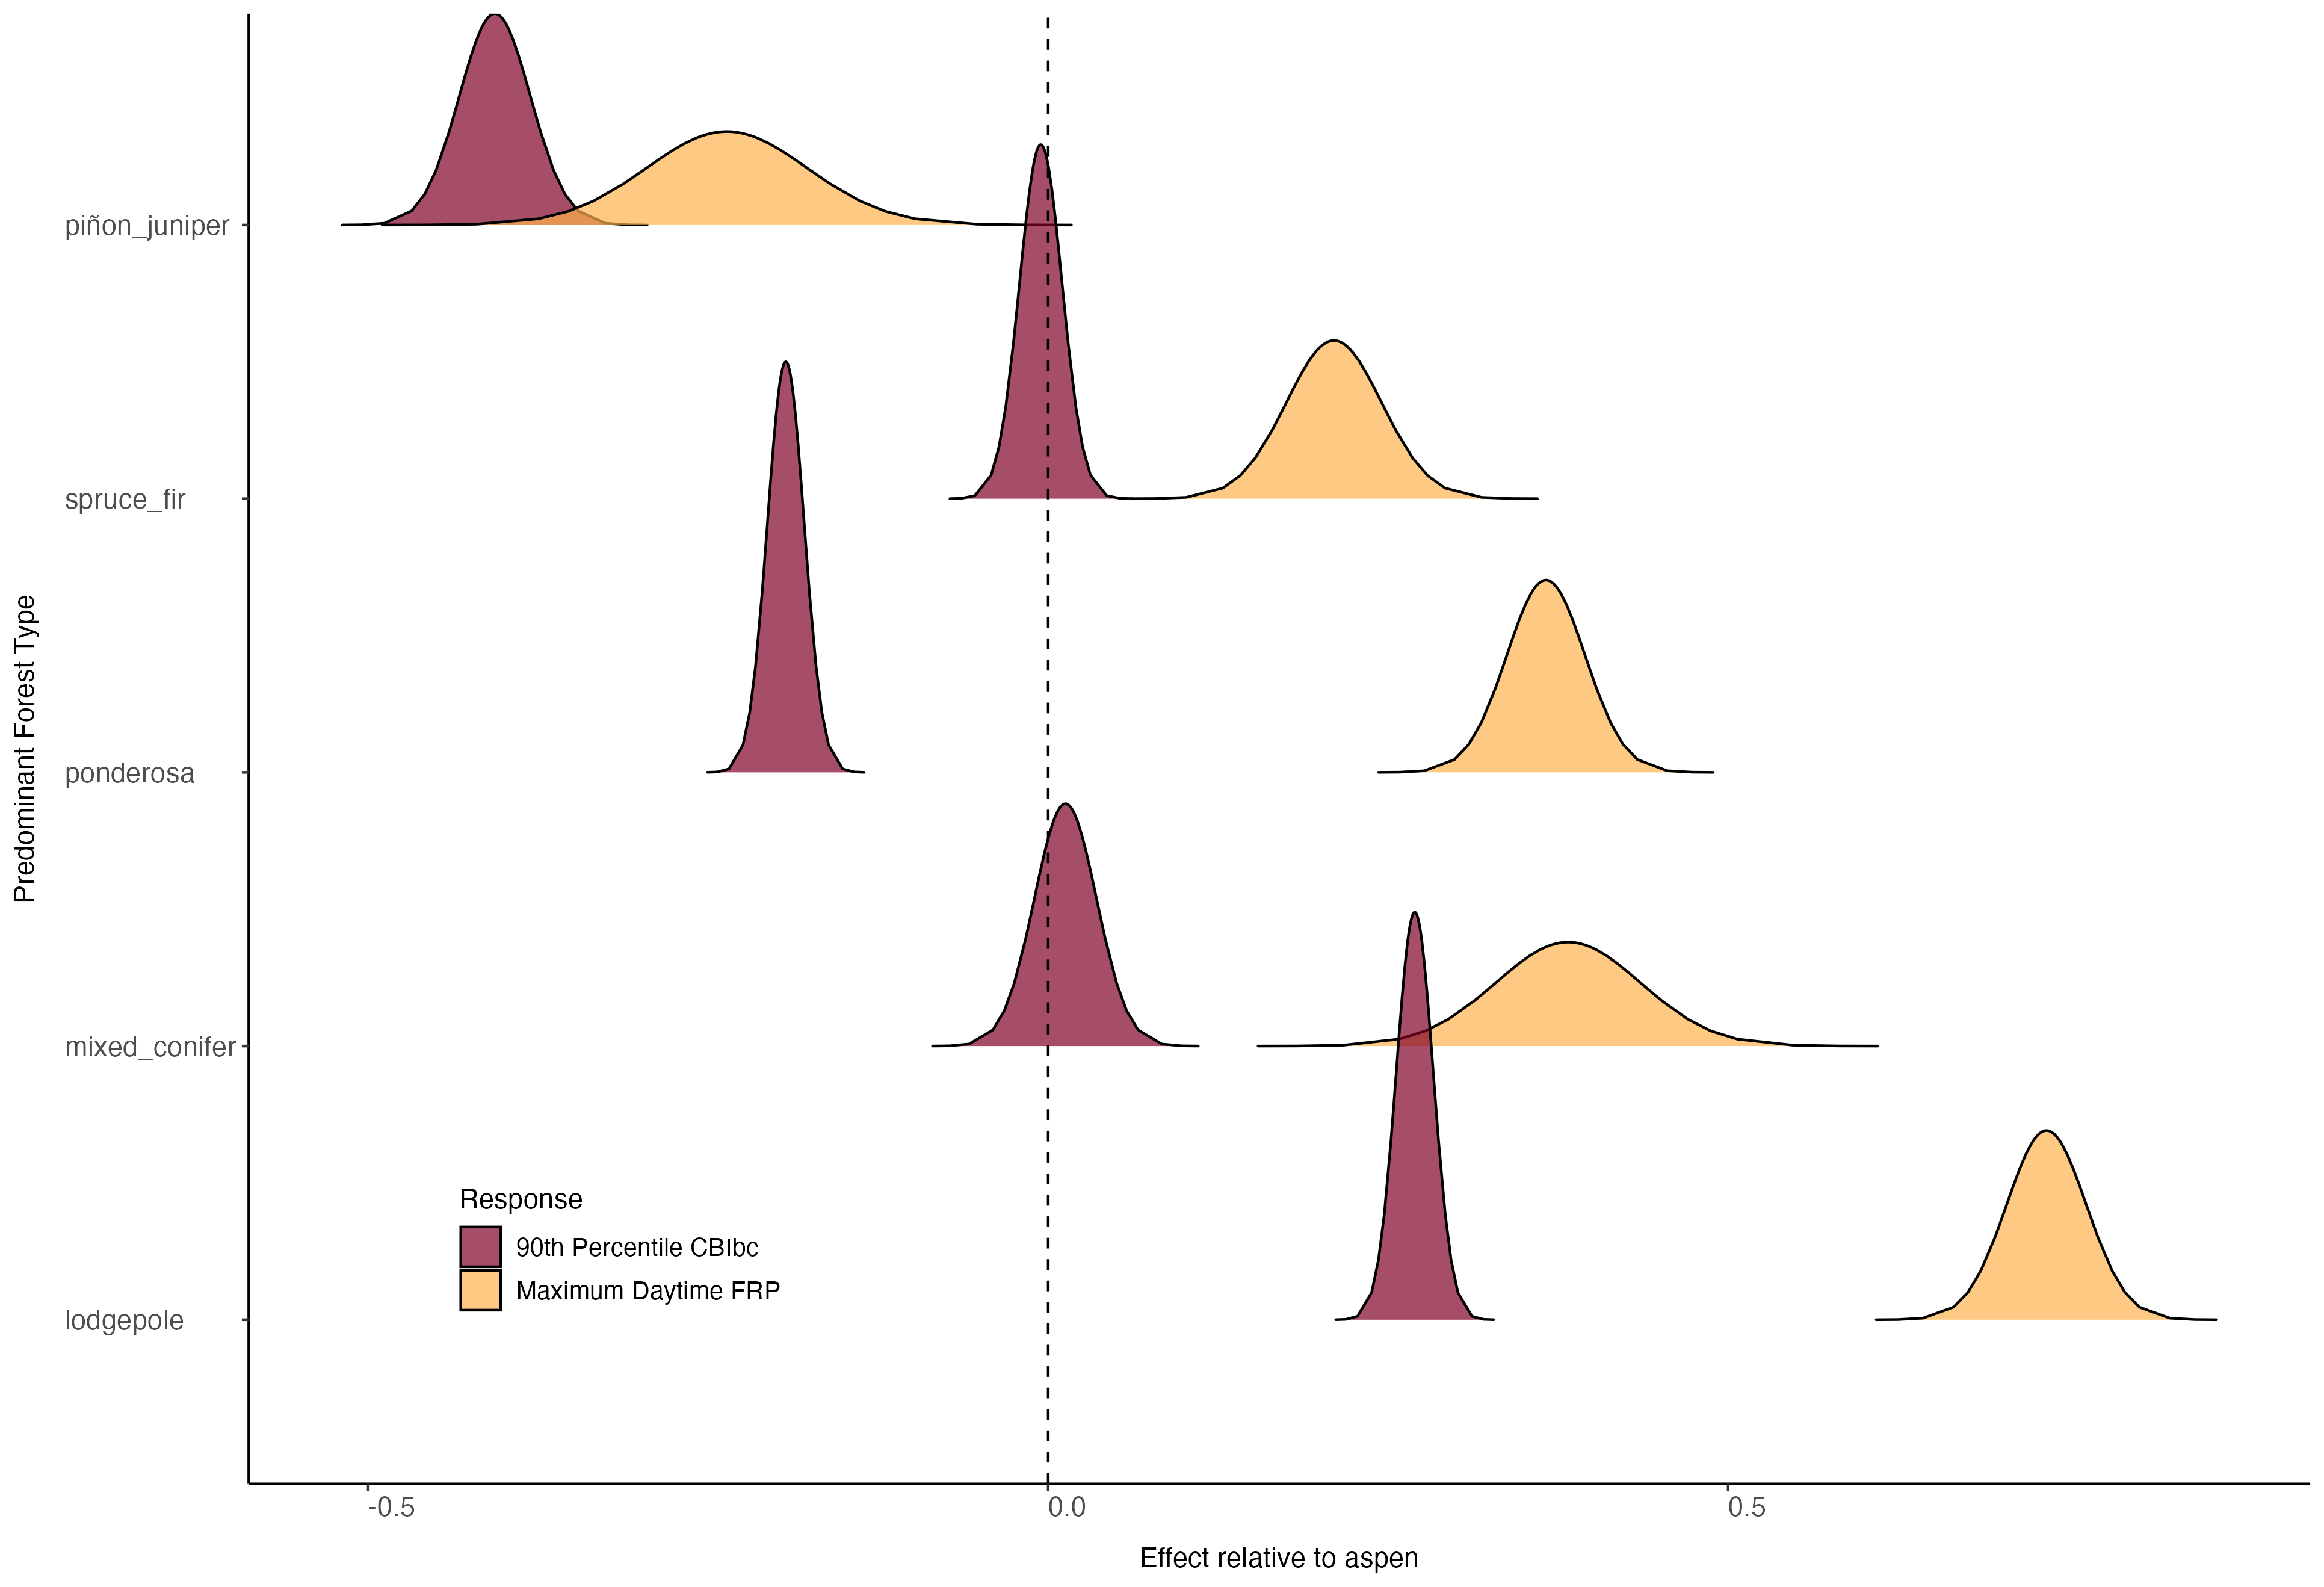 Predominant Forest Type
piñon_juniper
spruce_fir
ponderosa
mixed_conifer
lodgepole
Response
90th Percentile CBIbc
Maximum Daytime FRP
-0.5
0.0
0.5
Effect relative to aspen